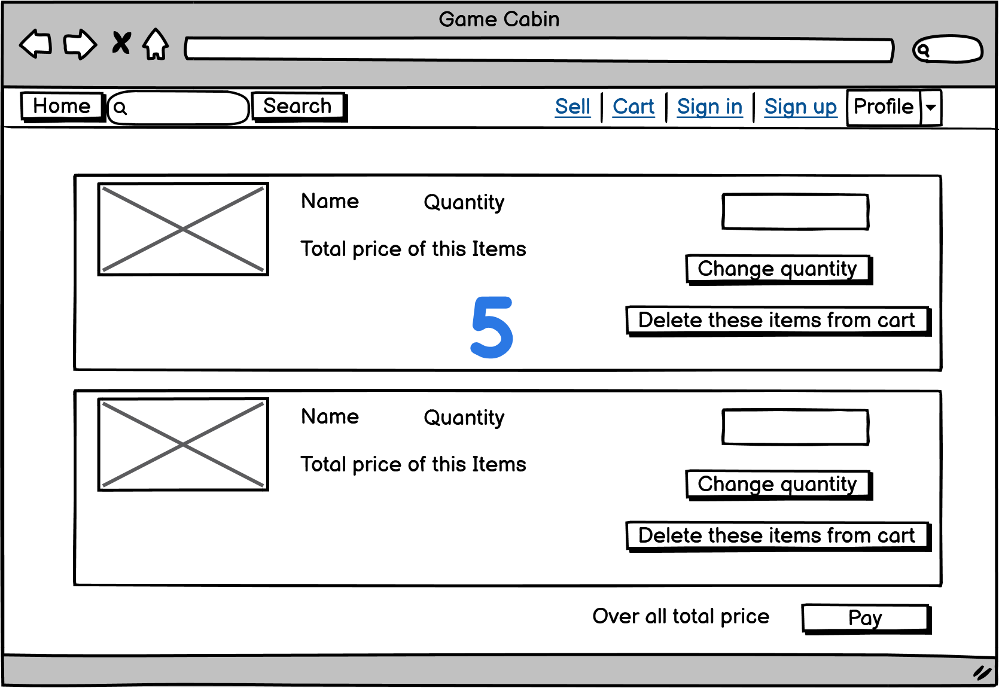 Game Cabin
Home Search Sell Cart Sign in Sign up Profile
Name Quantity
Total price of this Items
Change quantity
5
Delete these items from cart
Name Quantity
Total price of this Items
Change quantity
Delete these items from cart
Over all total price Pay